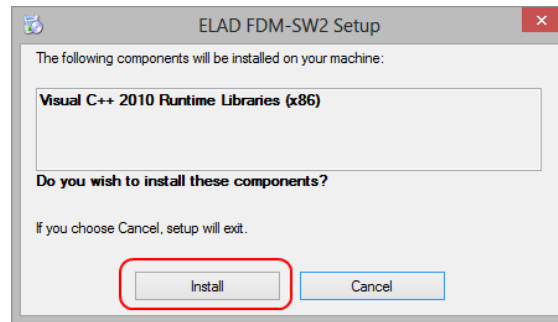 ELAD FDM-SW2 Setup
The following components will be installed on your machine:
Visual C++ 2010 Runtime Libraries (x86)
Do you wish to install these components?
If you choose Cancel, setup will exit.
Install
Cancel